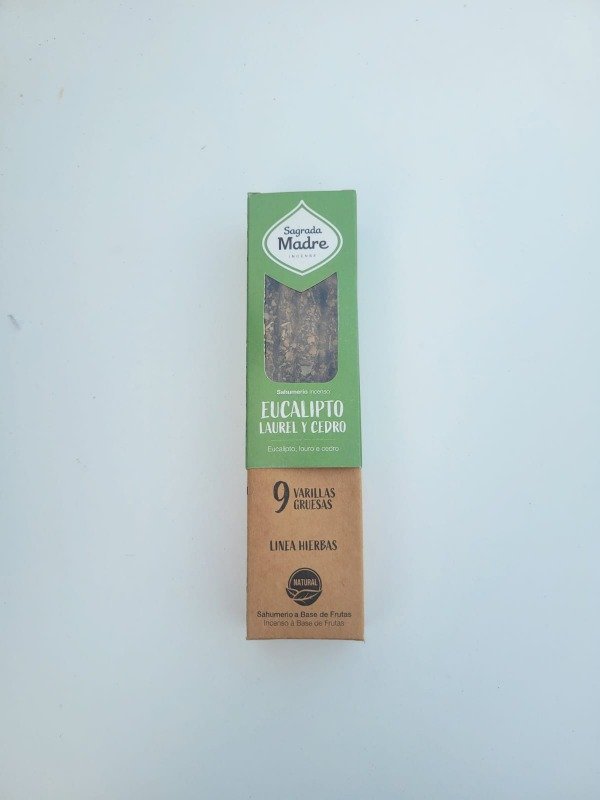 Sagrada
Madre
INCENSE
Sahumerio Incenso
EUCALIPTO
LAUREL Y CEDRO
Eucalipto, louro e cedro
9 VARILLAS
GRUESAS
LINEA HIERBAS
NATURAL
Sahumerio a Base de Frutas
Incenso à Base de Frutas